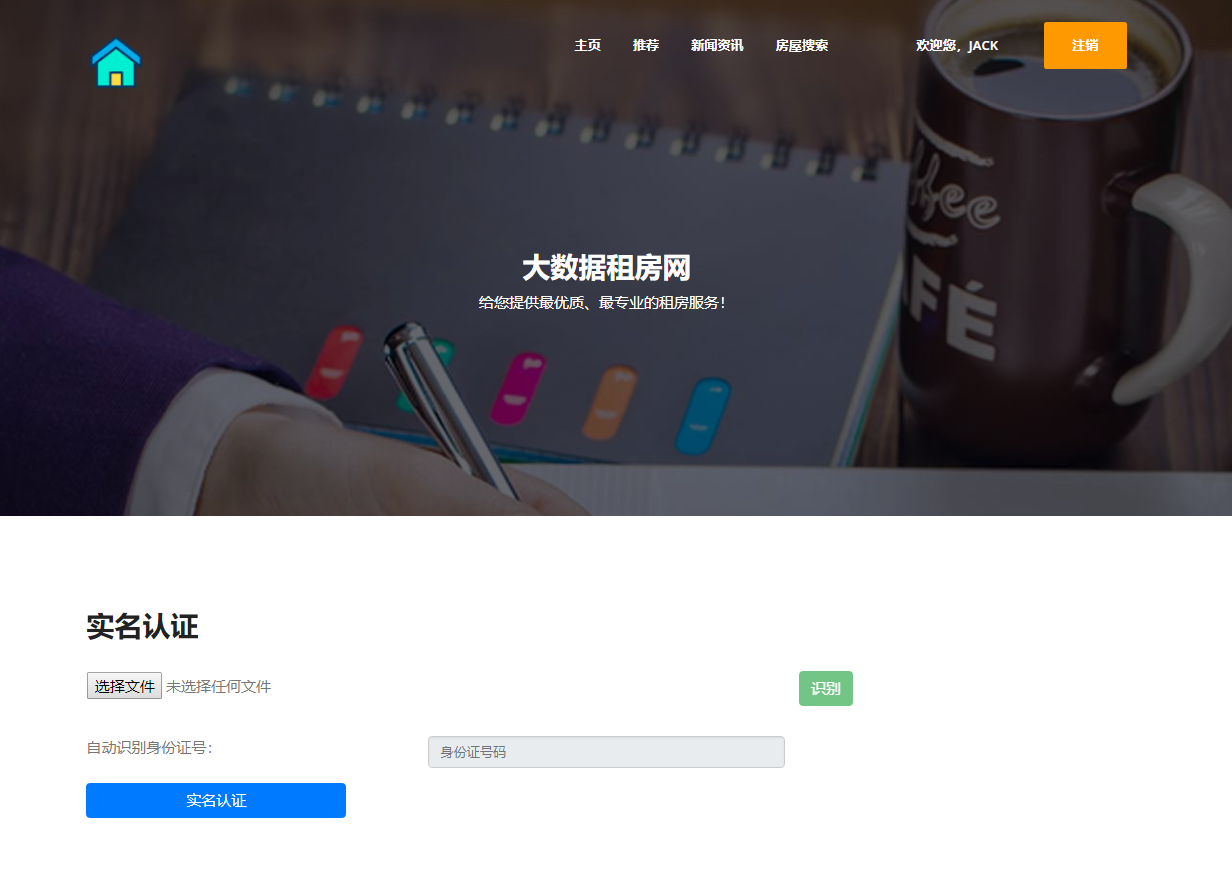 主页 推荐 新闻资讯 房屋搜索 欢迎您，JACK 注销
Coffee
CAFÉ
大数据租房网
给您提供最优质、最专业的租房服务！
实名认证
选择文件 未选择任何文件 识别
自动识别身份证号： 身份证号码
实名认证